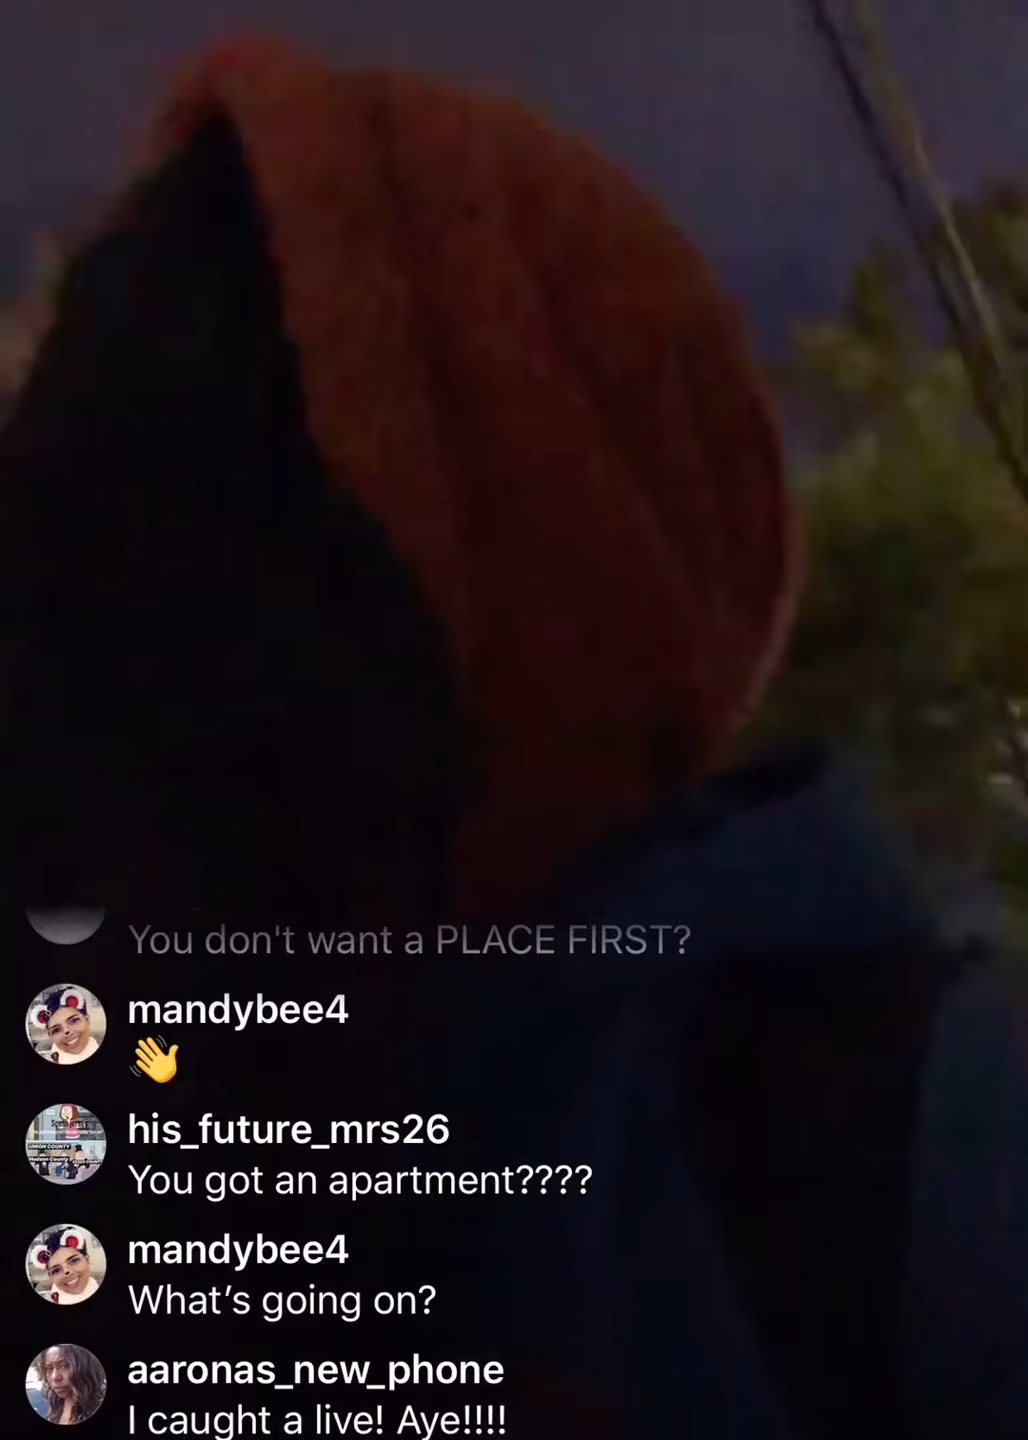 You don't want a PLACE FIRST?
mandybee4
👋
his_future_mrs26
You got an apartment????
mandybee4
What's going on?
aaronas_new_phone
I caught a live! Aye!!!!